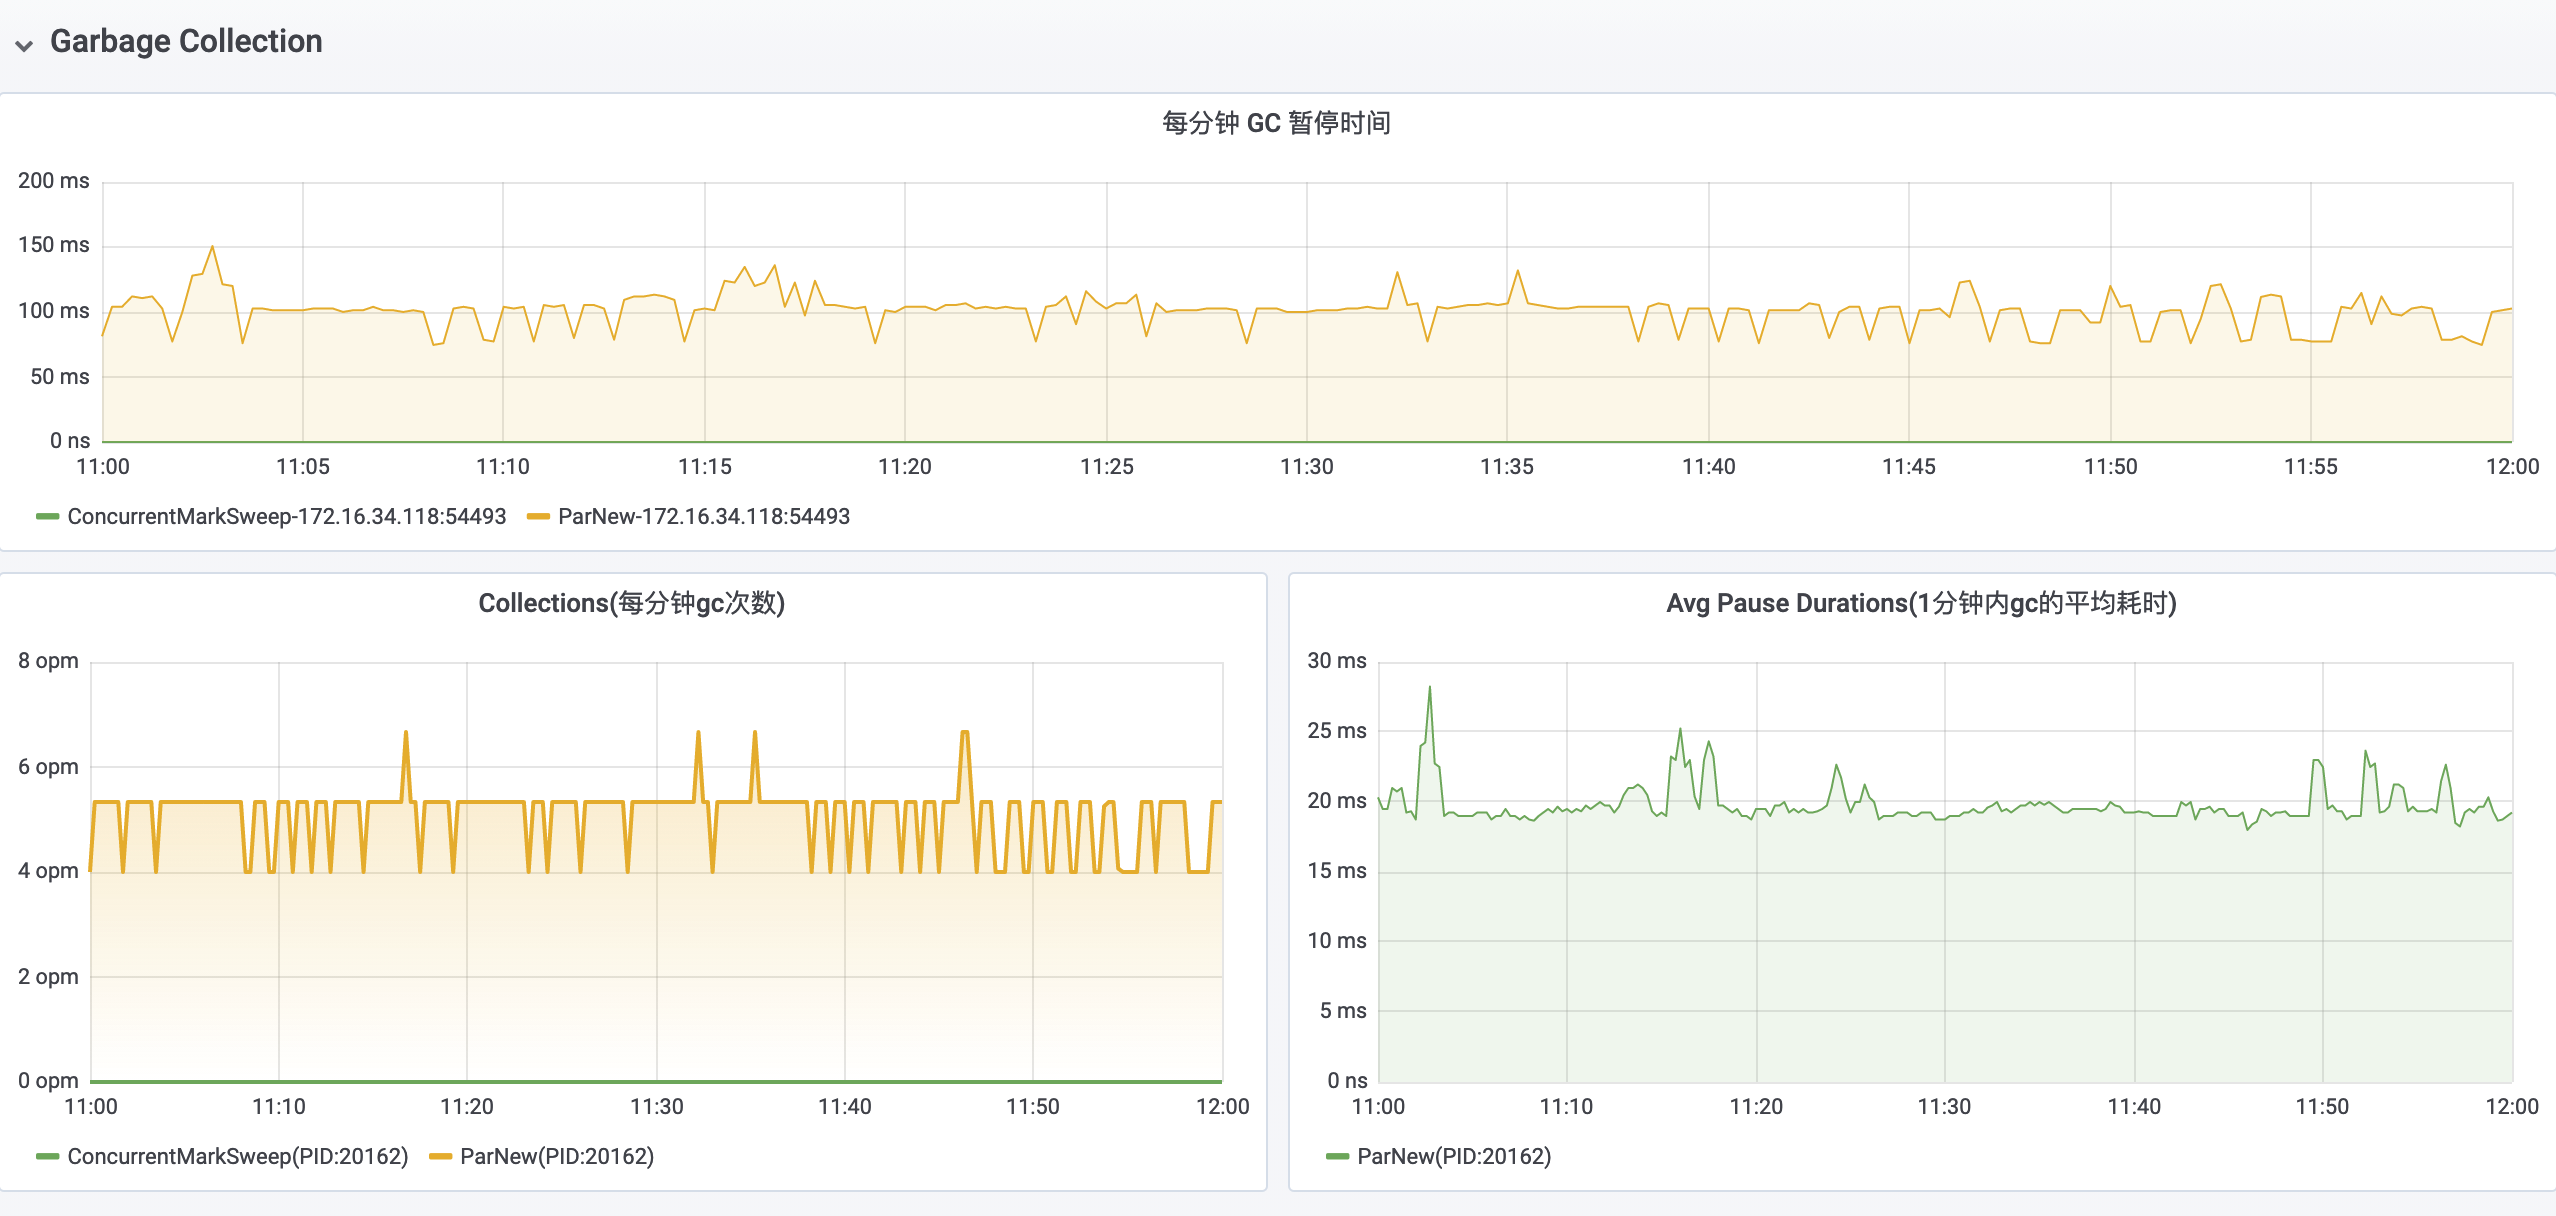 Garbage Collection
每分钟 GC 暂停时间
200 ms
150 ms
100 ms
50 ms
0 ns
11:00 11:05 11:10 11:15 11:20 11:25 11:30 11:35 11:40 11:45 11:50 11:55 12:00
ConcurrentMarkSweep-172.16.34.118:54493 ParNew-172.16.34.118:54493
Collections(每分钟gc次数)
8 opm
6 opm
4 opm
2 opm
0 opm
11:00 11:10 11:20 11:30 11:40 11:50 12:00
ConcurrentMarkSweep(PID:20162) ParNew(PID:20162)
Avg Pause Durations(1分钟内gc的平均耗时)
30 ms
25 ms
20 ms
15 ms
10 ms
5 ms
0 ns
11:00 11:10 11:20 11:30 11:40 11:50 12:00
ParNew(PID:20162)